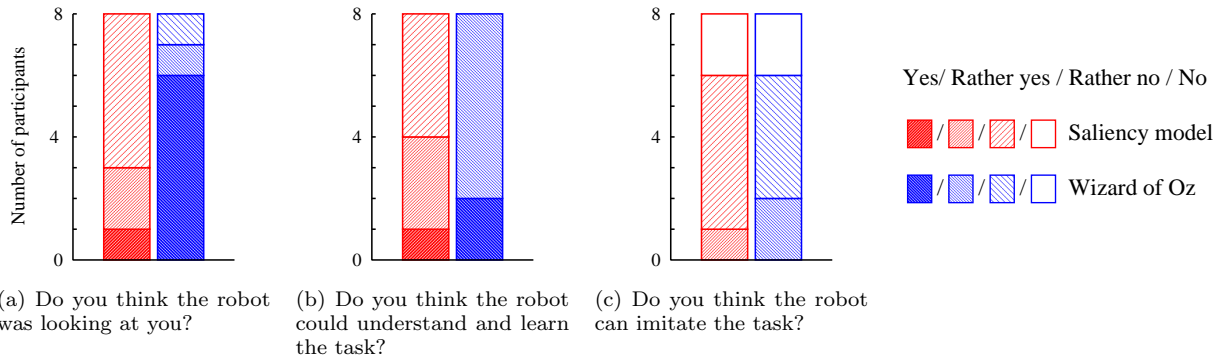 8
4
0
Number of participants
8
4
0
8
4
0
Yes/ Rather yes / Rather no / No
/ / / Saliency model
/ / / Wizard of Oz
(a) Do you think the robot
was looking at you?
(b) Do you think the robot
could understand and learn
the task?
(c) Do you think the robot
can imitate the task?